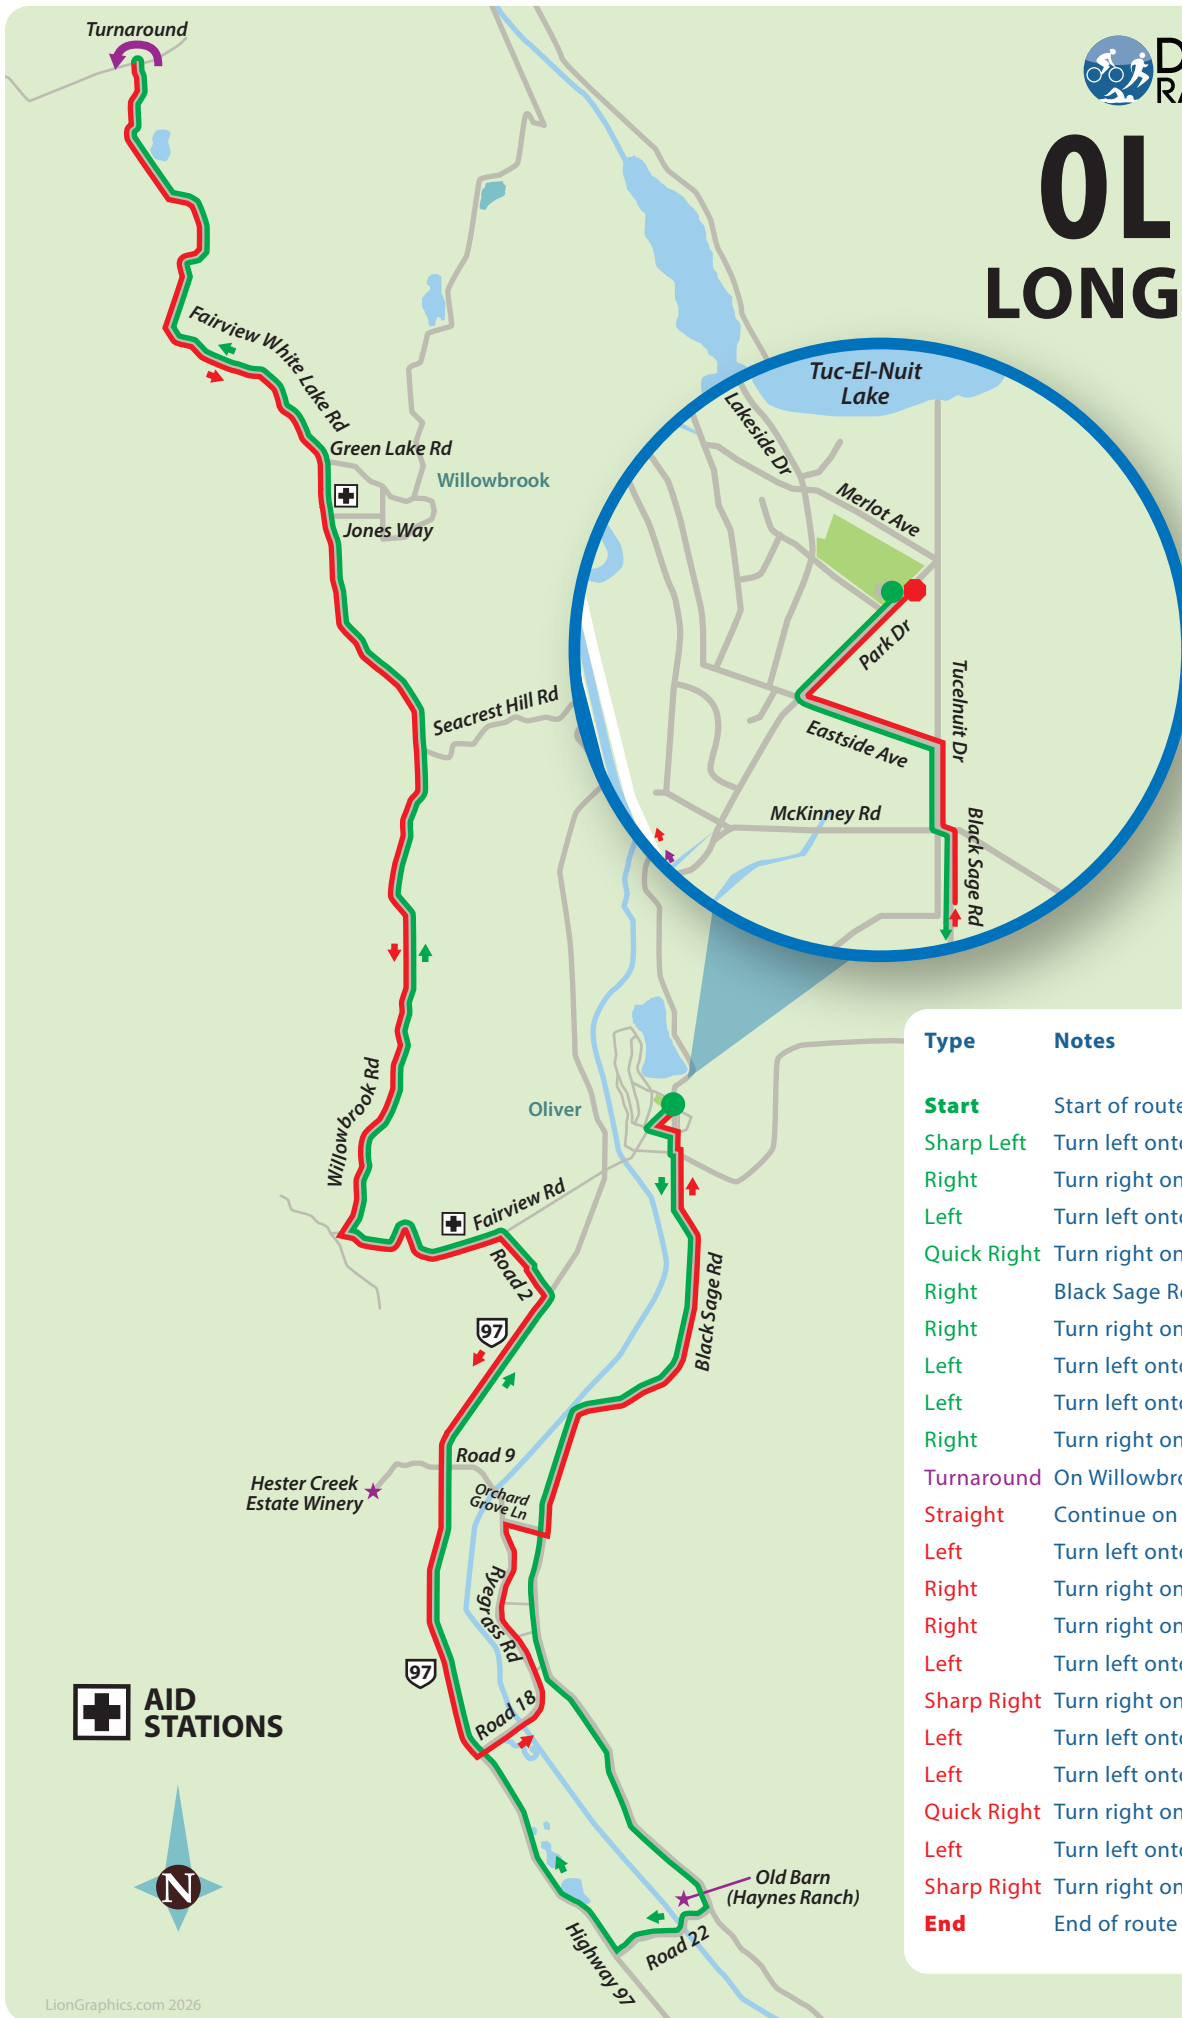 Turnaround
D
RA
OL
LONG
Fairview White Lake Rd
Green Lake Rd
Willowbrook
Jones Way
Seacrest Hill Rd
Tuc-El-Nuit
Lake
Lakeside Dr
Merlot Ave
Park Dr
Tucelnuit Dr
Eastside Ave
McKinney Rd
Black Sage Rd
Willowbrook Rd
Oliver
Fairview Rd
Road 2
97
Black Sage Rd
Road 9
Hester Creek
Estate Winery
Orchard
Grove Ln
Ryegrass Rd
97
Road 18
Old Barn
(Haynes Ranch)
Road 22
Highway 97
AID
STATIONS
N
LionGraphics.com 2026
Type Notes
Start Start of route
Sharp Left Turn left onto
Right Turn right on
Left Turn left onto
Quick Right Turn right on
Right Black Sage R
Right Turn right on
Left Turn left onto
Left Turn left onto
Right Turn right on
Turnaround On Willowbro
Straight Continue on
Left Turn left onto
Right Turn right on
Right Turn right on
Left Turn left onto
Sharp Right Turn right on
Left Turn left onto
Left Turn left onto
Quick Right Turn right on
Left Turn left onto
Sharp Right Turn right on
End End of route